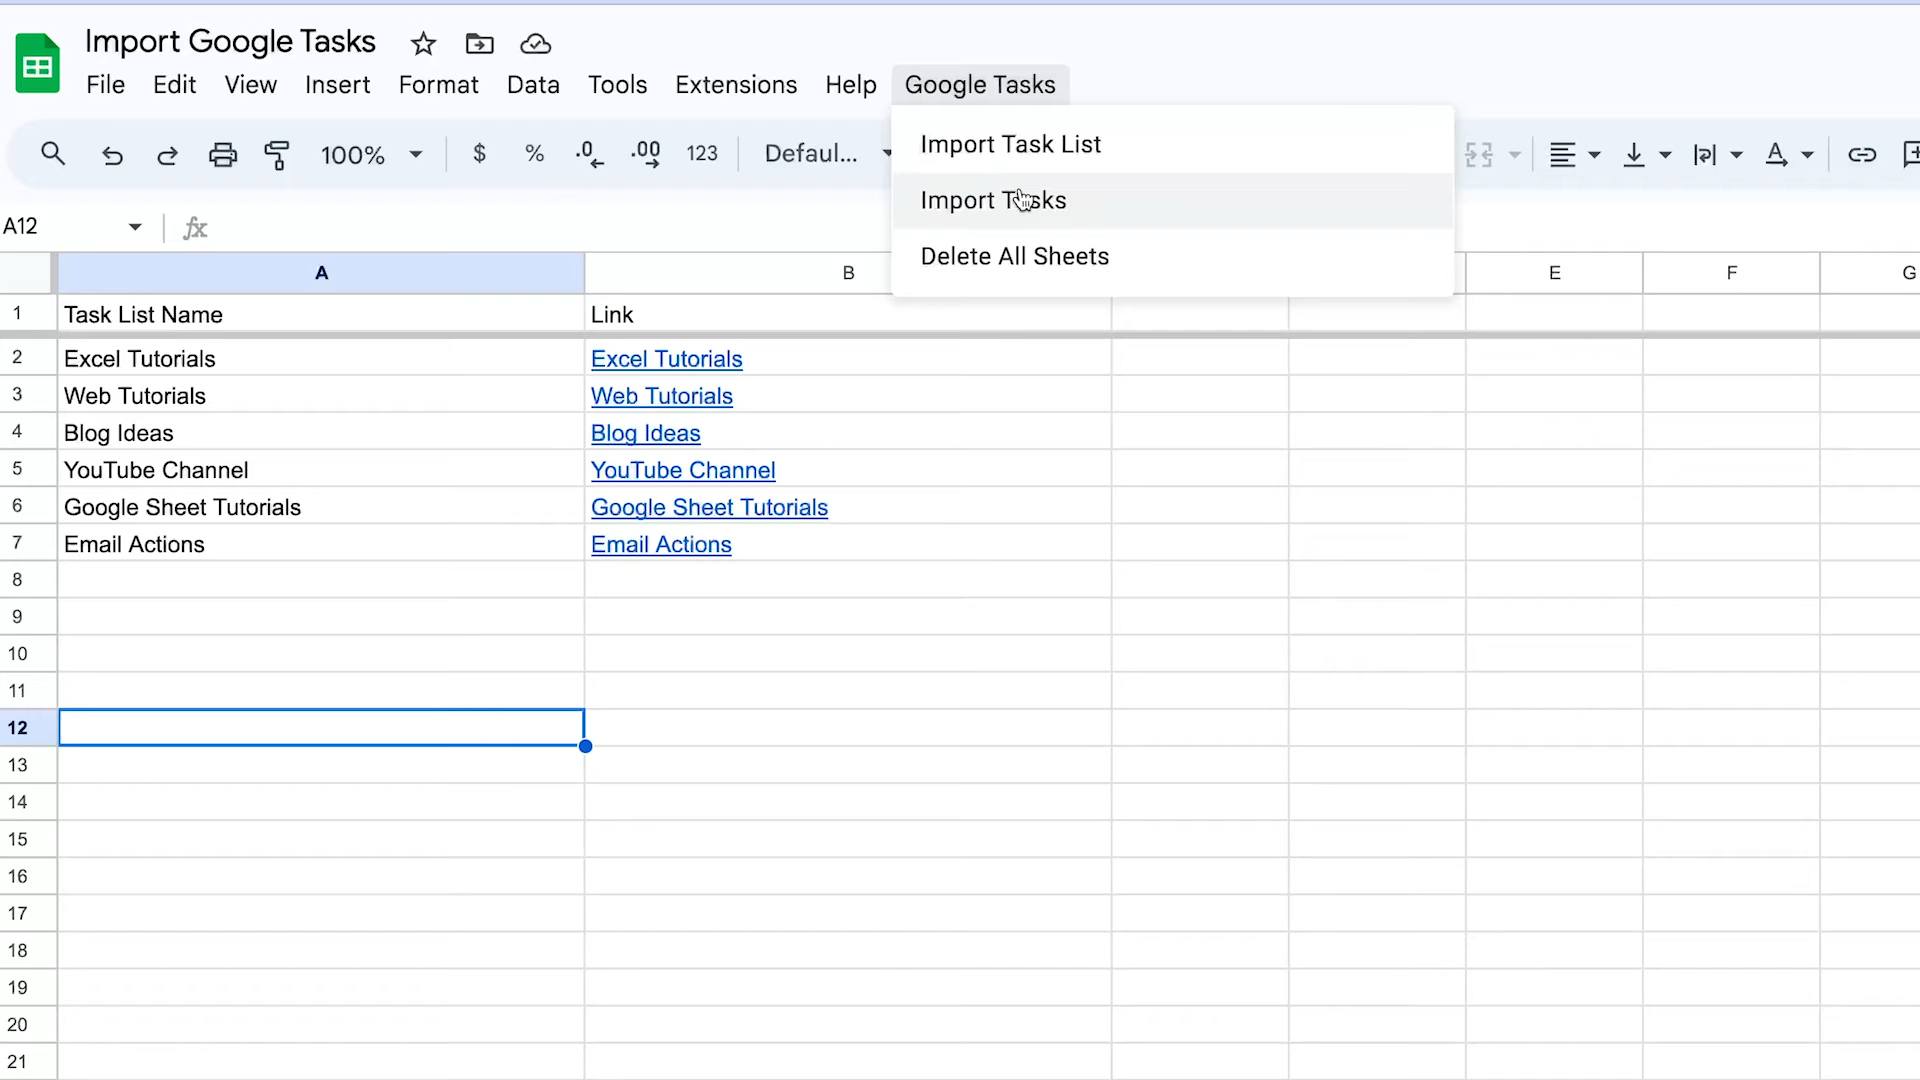 Import Google Tasks
File Edit View Insert Format Data Tools Extensions Help Google Tasks
100% $ % .0 .00 123 Defaul...
Import Task List
Import Tasks
Delete All Sheets
A12 fx
A B E F G
1 Task List Name Link
2 Excel Tutorials Excel Tutorials
3 Web Tutorials Web Tutorials
4 Blog Ideas Blog Ideas
5 YouTube Channel YouTube Channel
6 Google Sheet Tutorials Google Sheet Tutorials
7 Email Actions Email Actions
8
9
10
11
12
13
14
15
16
17
18
19
20
21